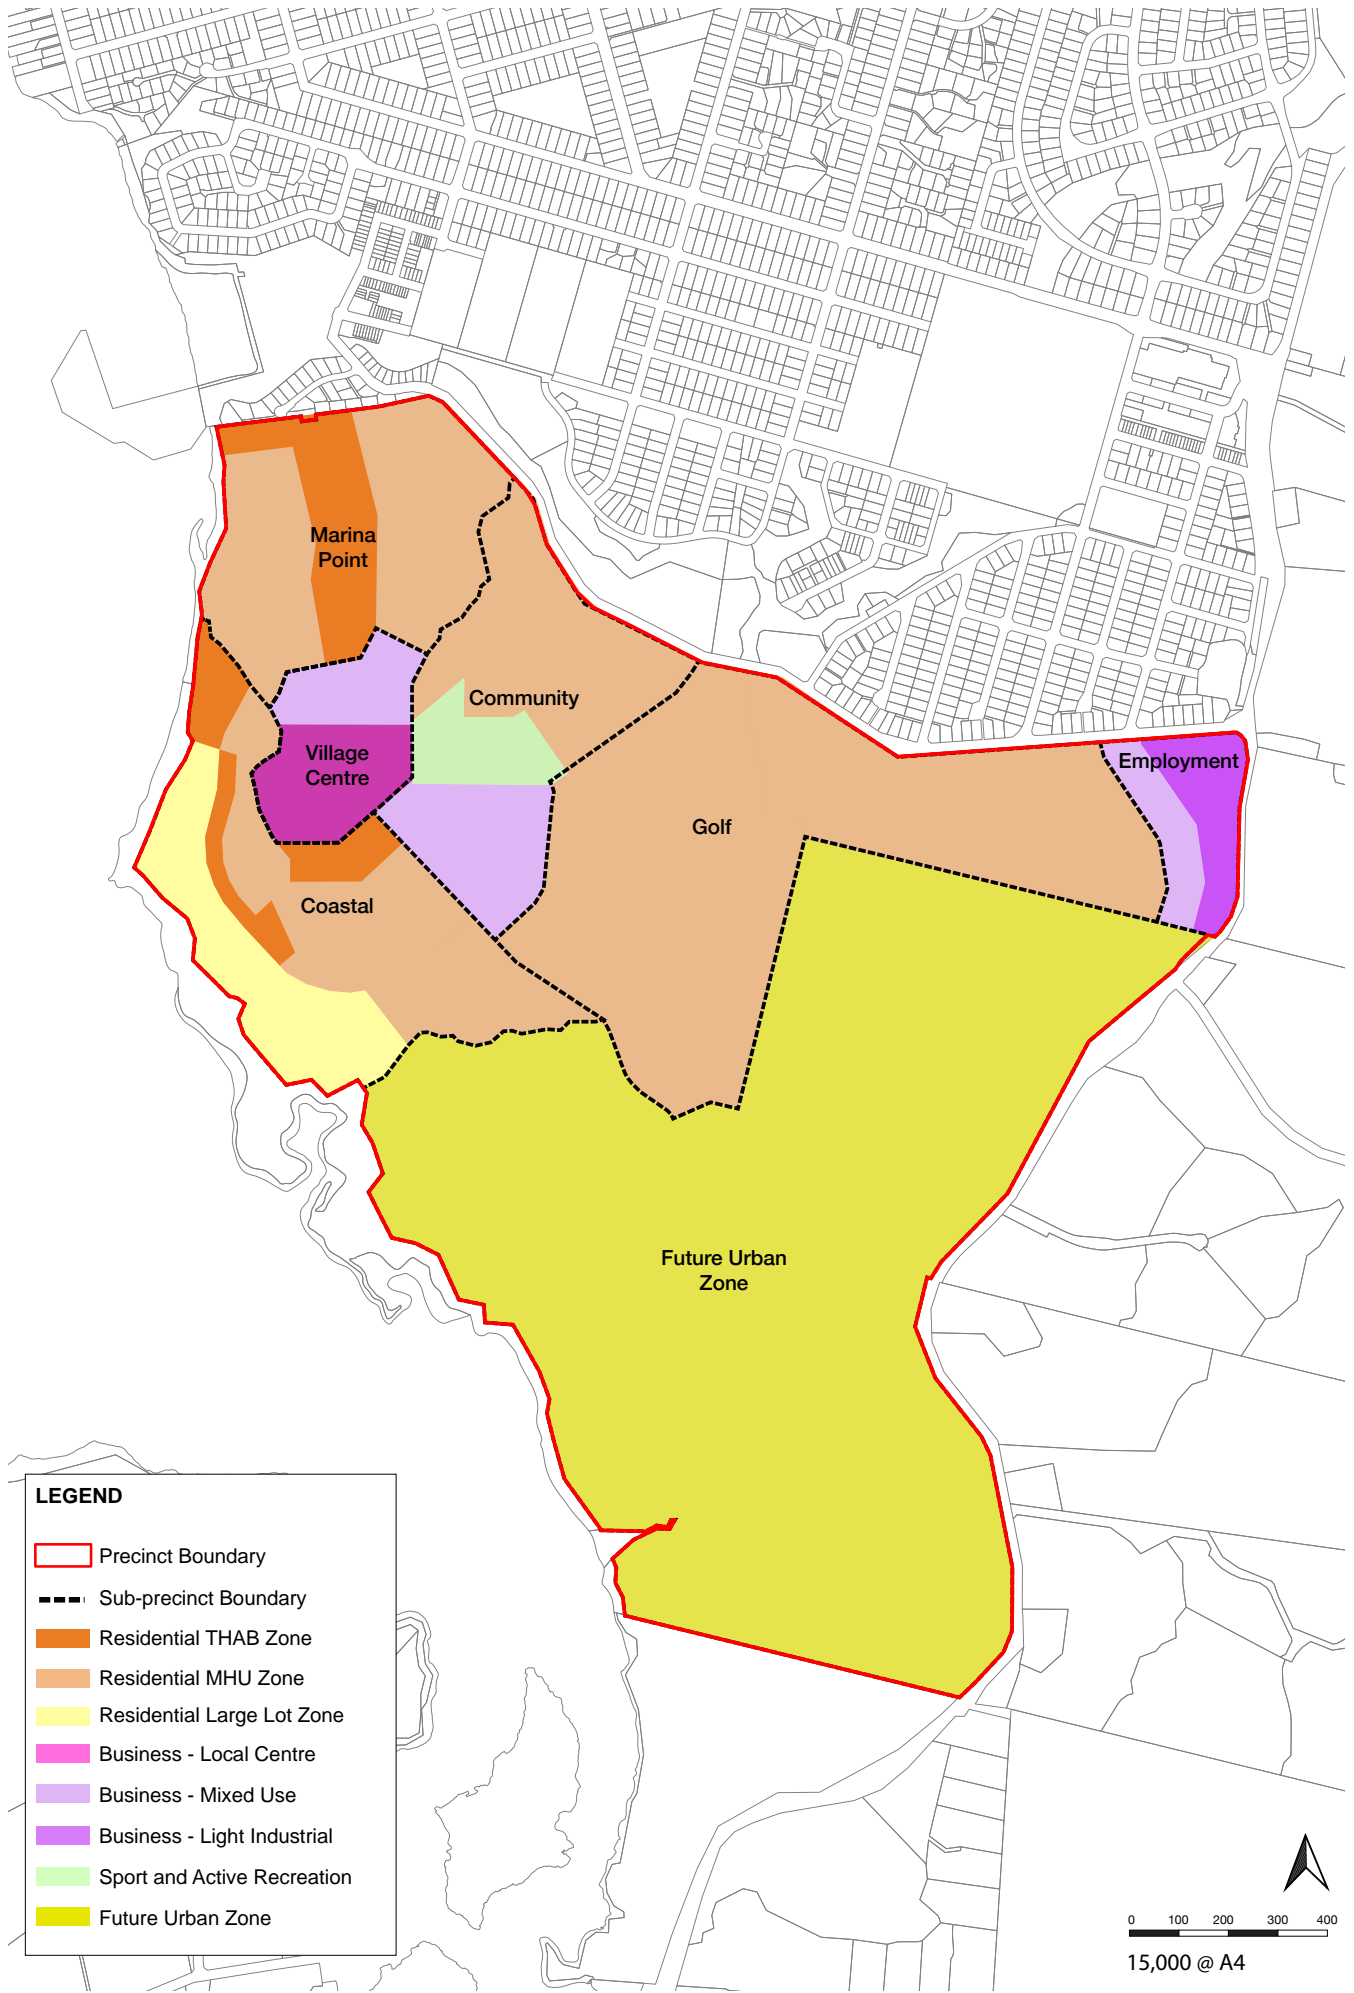 Marina
Point
Community
Village
Centre
Employment
Golf
Coastal
Future Urban
Zone
LEGEND
Precinct Boundary
Sub-precinct Boundary
Residential THAB Zone
Residential MHU Zone
Residential Large Lot Zone
Business - Local Centre
Business - Mixed Use
Business - Light Industrial
Sport and Active Recreation
Future Urban Zone
0 100 200 300 400
15,000 @ A4